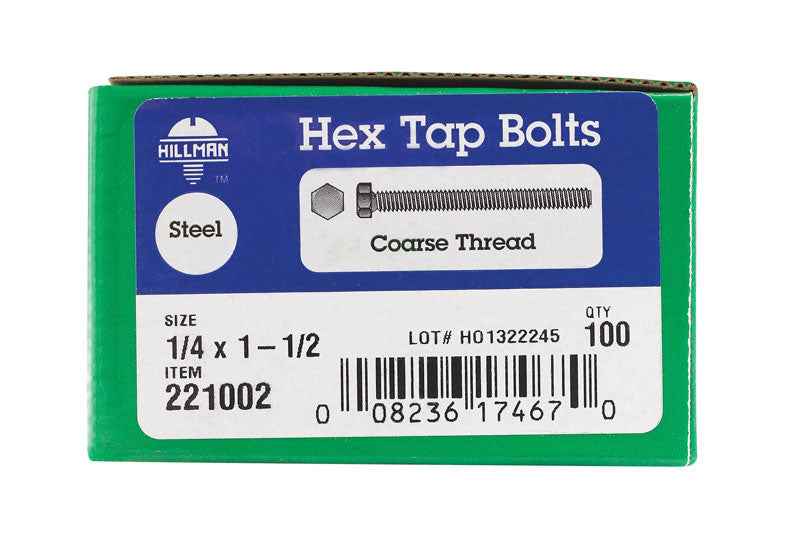 Hex Tap Bolts
HILLMAN
TM
Steel
Coarse Thread
SIZE
1/4 x 1-1/2
ITEM
221002
LOT# H01322245
QTY
100
0 08236 17467 0